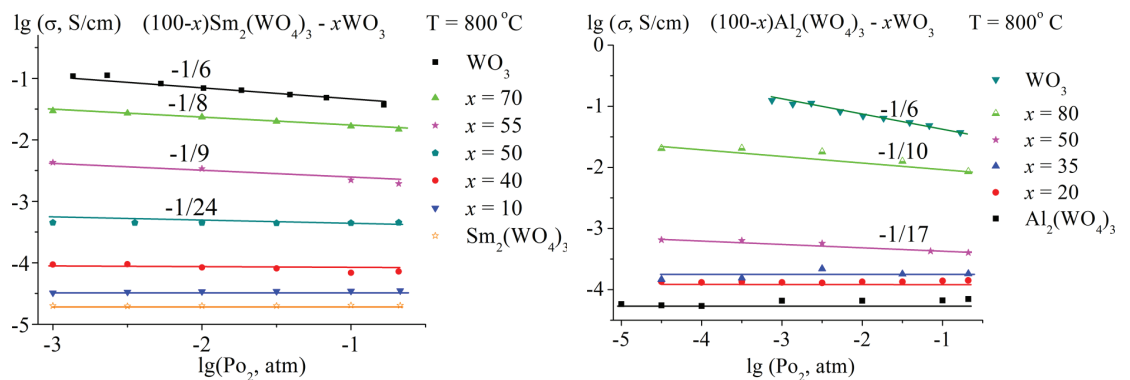 lg (σ, S/cm) (100-x)Sm₂(WO₄)₃ - xWO₃ T = 800° C
-1
-2
-3
-4
-5
-1/6
-1/8
-1/9
-1/24
WO₃
x = 70
x = 55
x = 50
x = 40
x = 10
Sm₂(WO₄)₃
-3 -2 -1
lg(Po₂, atm)
lg (σ, S/cm) (100-x)Al₂(WO₄)₃ - xWO₃ T = 800° C
0
-1
-2
-3
-4
-1/6
-1/10
-1/17
WO₃
x = 80
x = 50
x = 35
x = 20
Al₂(WO₄)₃
-5 -4 -3 -2 -1
lg (Po₂, atm)